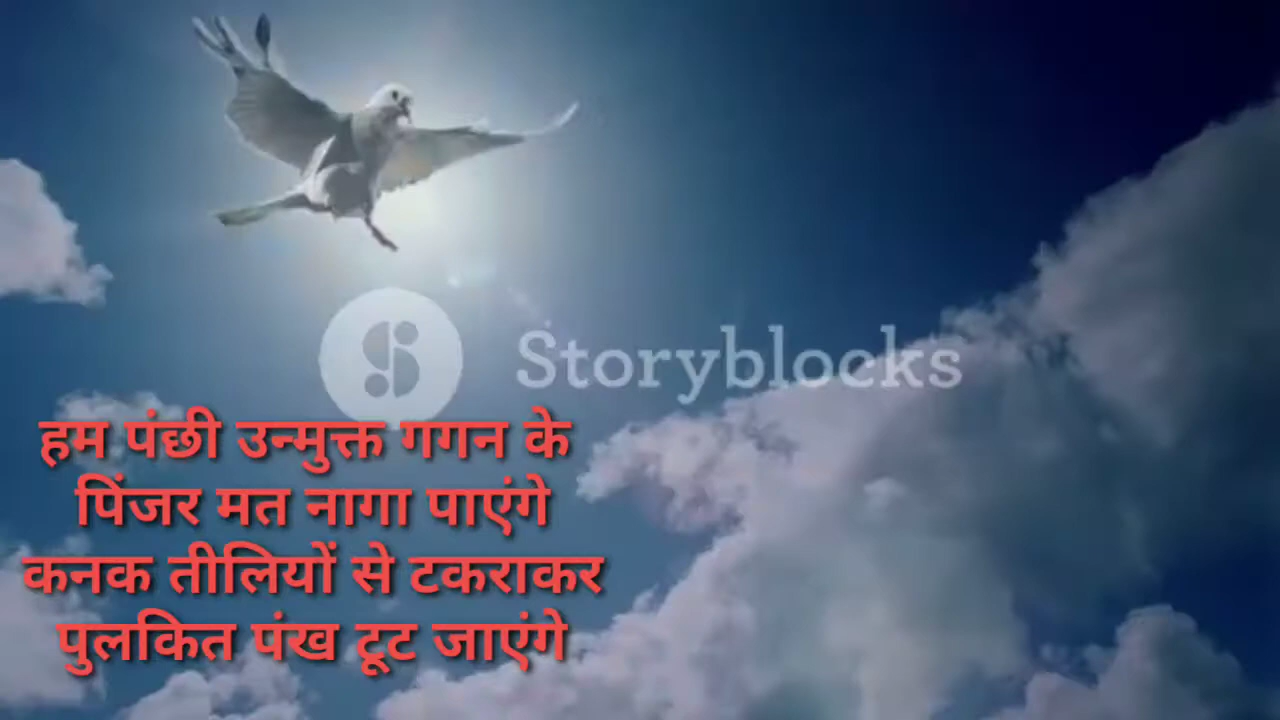 Storyblocks
हम पंछी उन्मुक्त गगन के
पिंजर मत नागा पाएंगे
कनक तीलियों से टकराकर
पुलकित पंख टूट जाएंगे